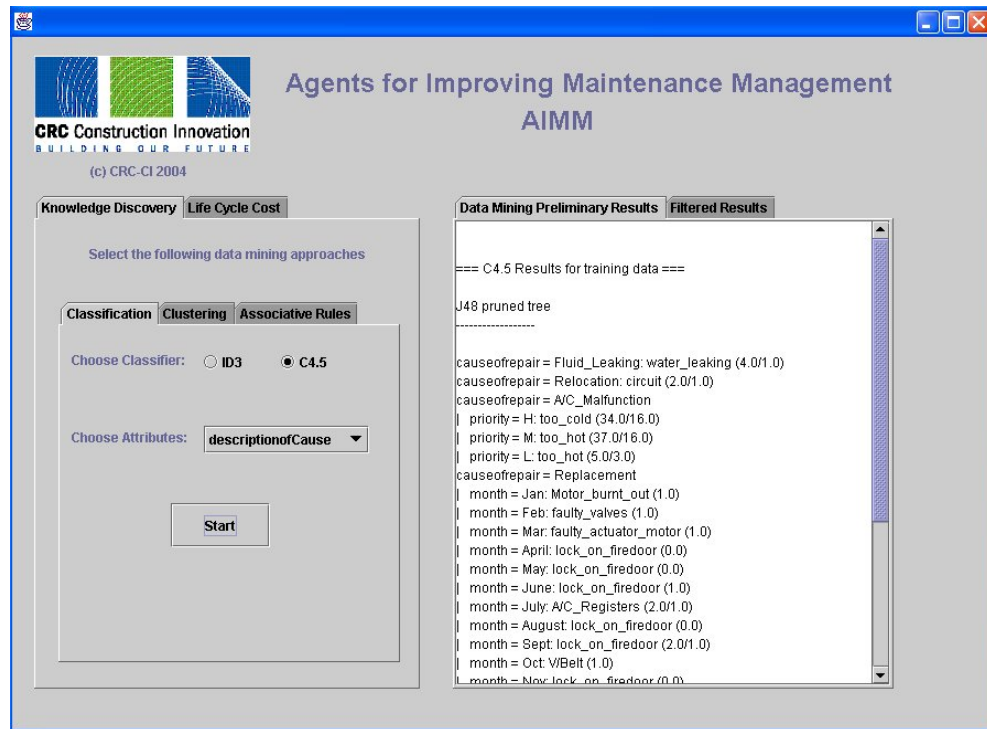 Agents for Improving Maintenance Management
AIMM
CRC Construction Innovation
BUILDING OUR FUTURE
(c) CRC-CI 2004
Knowledge Discovery Life Cycle Cost
Select the following data mining approaches
Classification Clustering Associative Rules
Choose Classifier: ID3 C4.5
Choose Attributes: descriptionofCause
Start
Data Mining Preliminary Results Filtered Results
=== C4.5 Results for training data ===
J48 pruned tree
------------------
causeofrepair = Fluid_Leaking: water_leaking (4.0/1.0)
causeofrepair = Relocation: circuit (2.0/1.0)
causeofrepair = A/C_Malfunction
| priority = H: too_cold (34.0/16.0)
| priority = M: too_hot (37.0/16.0)
| priority = L: too_hot (5.0/3.0)
causeofrepair = Replacement
| month = Jan: Motor_burnt_out (1.0)
| month = Feb: faulty_valves (1.0)
| month = Mar: faulty_actuator_motor (1.0)
| month = April: lock_on_firedoor (0.0)
| month = May: lock_on_firedoor (0.0)
| month = June: lock_on_firedoor (1.0)
| month = July: A/C_Registers (2.0/1.0)
| month = August: lock_on_firedoor (0.0)
| month = Sept: lock_on_firedoor (2.0/1.0)
| month = Oct: V/Belt (1.0)
| month = Nov: lock_on_firedoor (0.0)